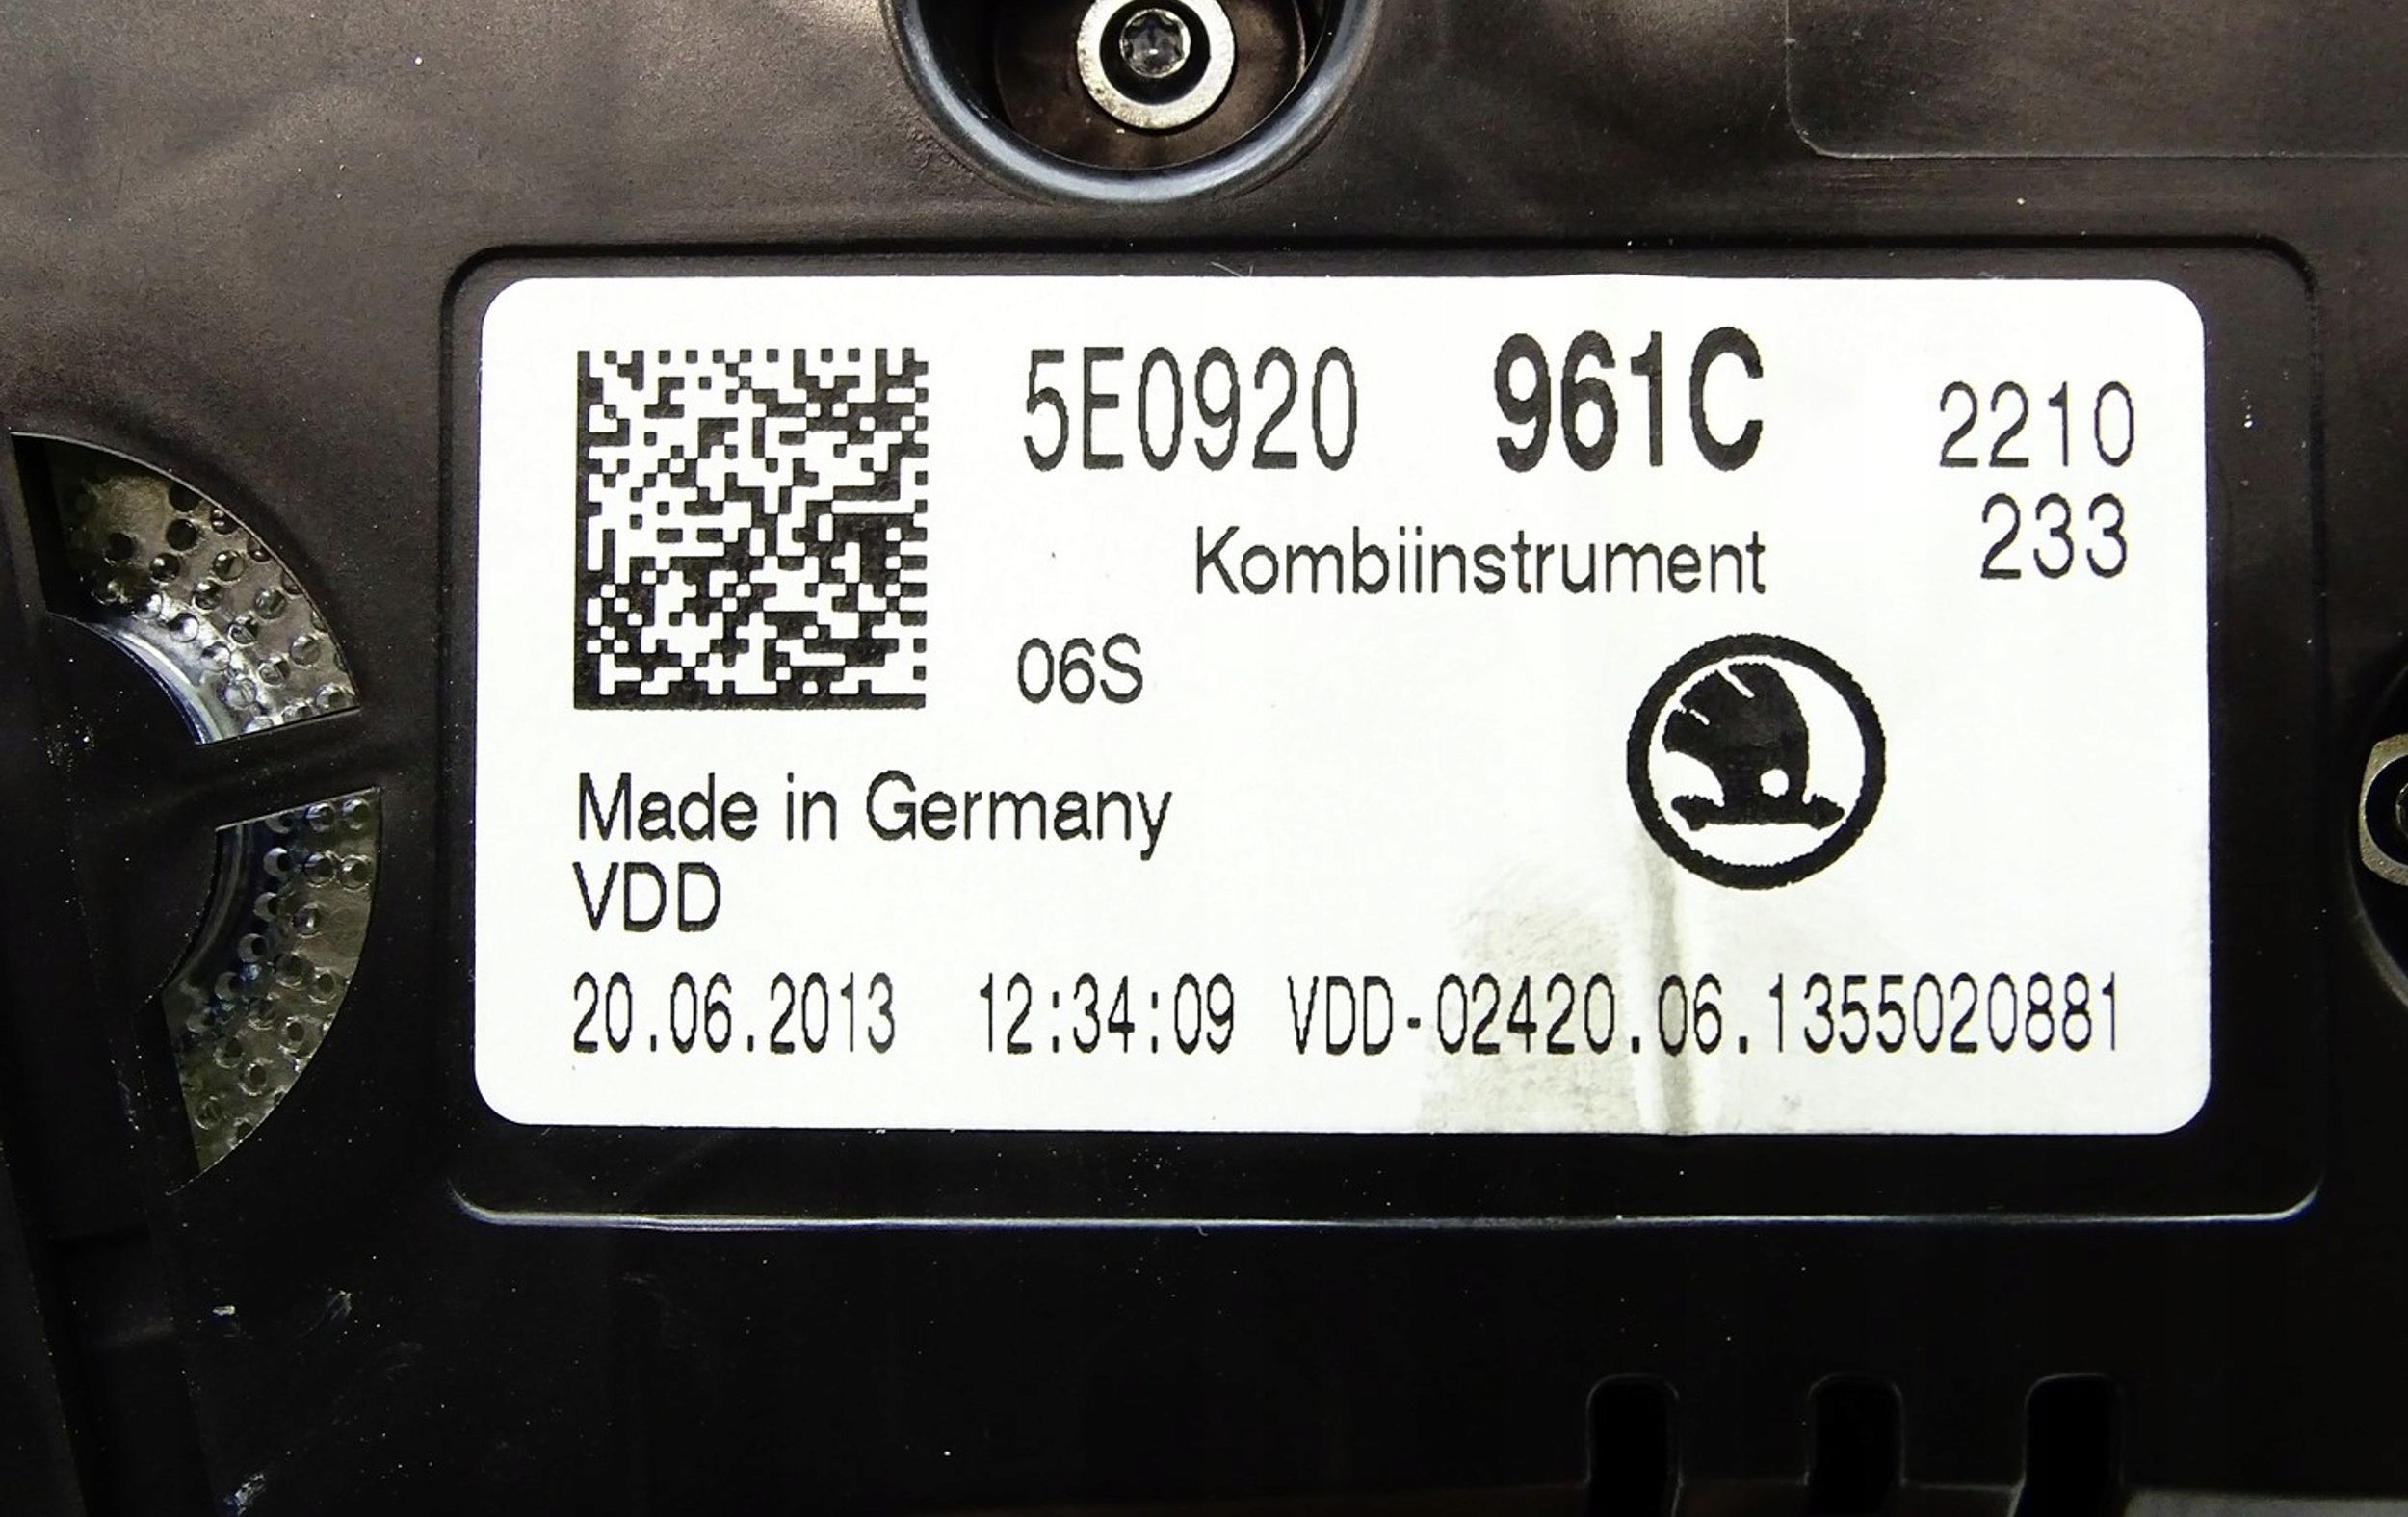 5E0920 961C 2210
Kombiinstrument 233
06S
Made in Germany
VDD
20.06.2013 12:34:09 VDD-02420.06.1355020881